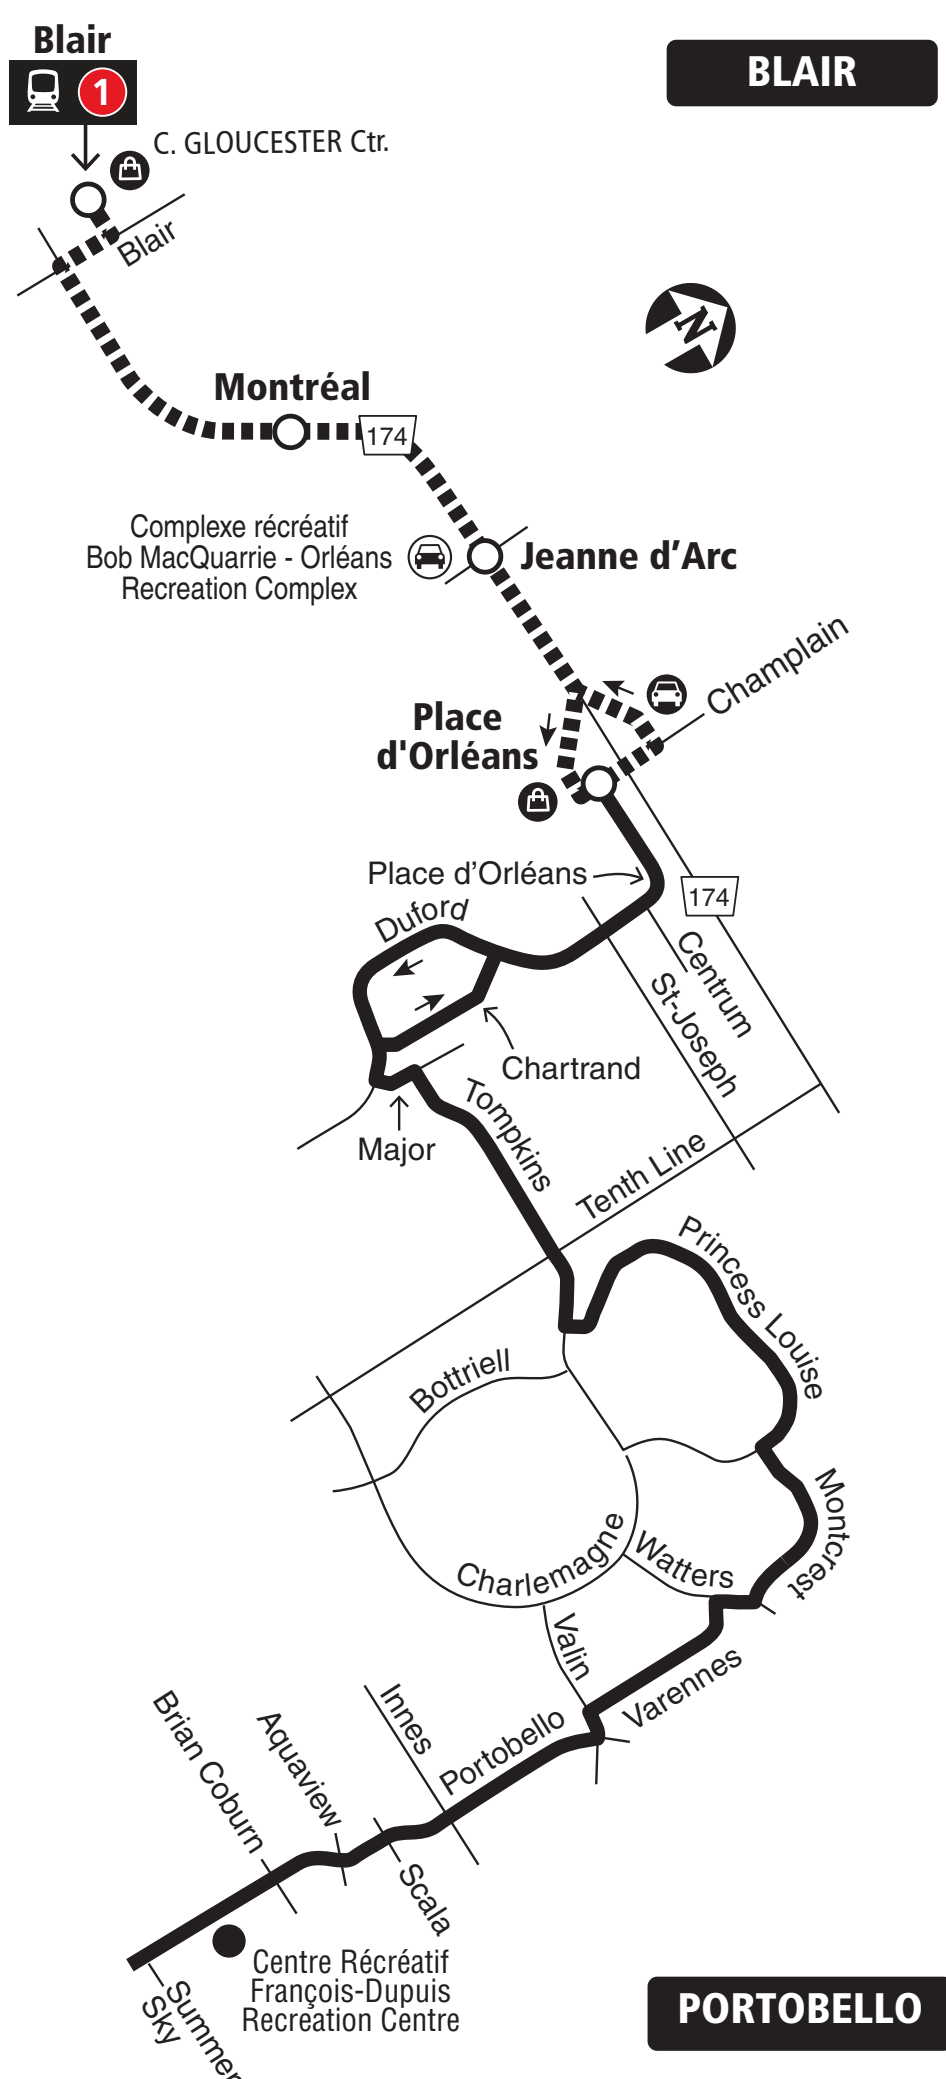 Blair
1
BLAIR
C. GLOUCESTER Ctr.
Blair
N
Montréal
174
Complexe récréatif
Bob MacQuarrie - Orléans
Recreation Complex
Jeanne d’Arc
Champlain
Place
d'Orléans
Place d’Orléans
174
Duford
Centrum
St-Joseph
Chartrand
Tompkins
Major
Tenth Line
Princess Louise
Bottriell
Montcrest
Charlemagne
Watters
Valin
Varennes
Portobello
Innes
Aquaview
Brian Coburn
Scala
Centre Récréatif
François-Dupuis
Recreation Centre
Summer
Sky
PORTOBELLO